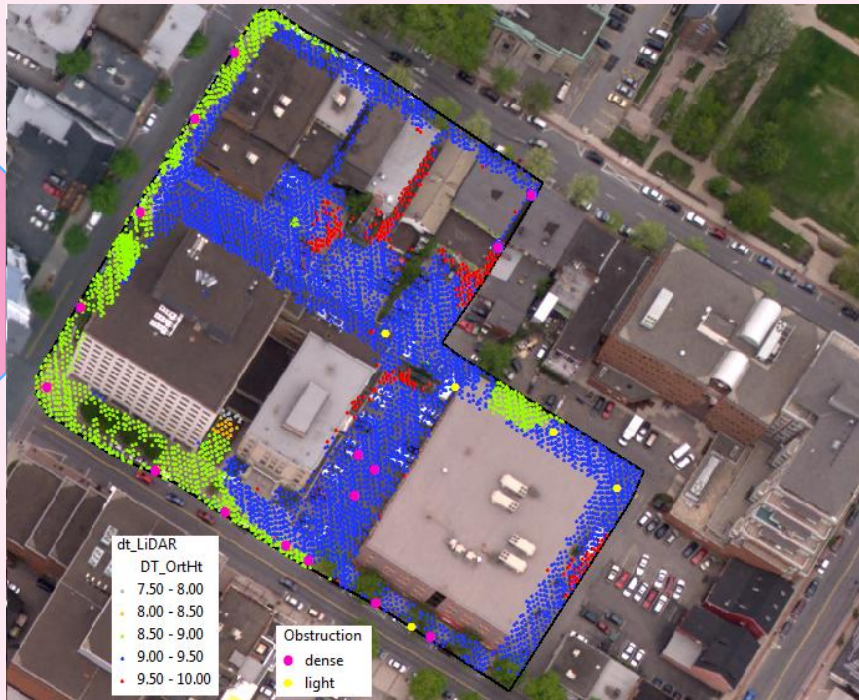 dt_LiDAR
DT_OrtHt
7.50 - 8.00
8.00 - 8.50
8.50 - 9.00
9.00 - 9.50
9.50 - 10.00
Obstruction
dense
light